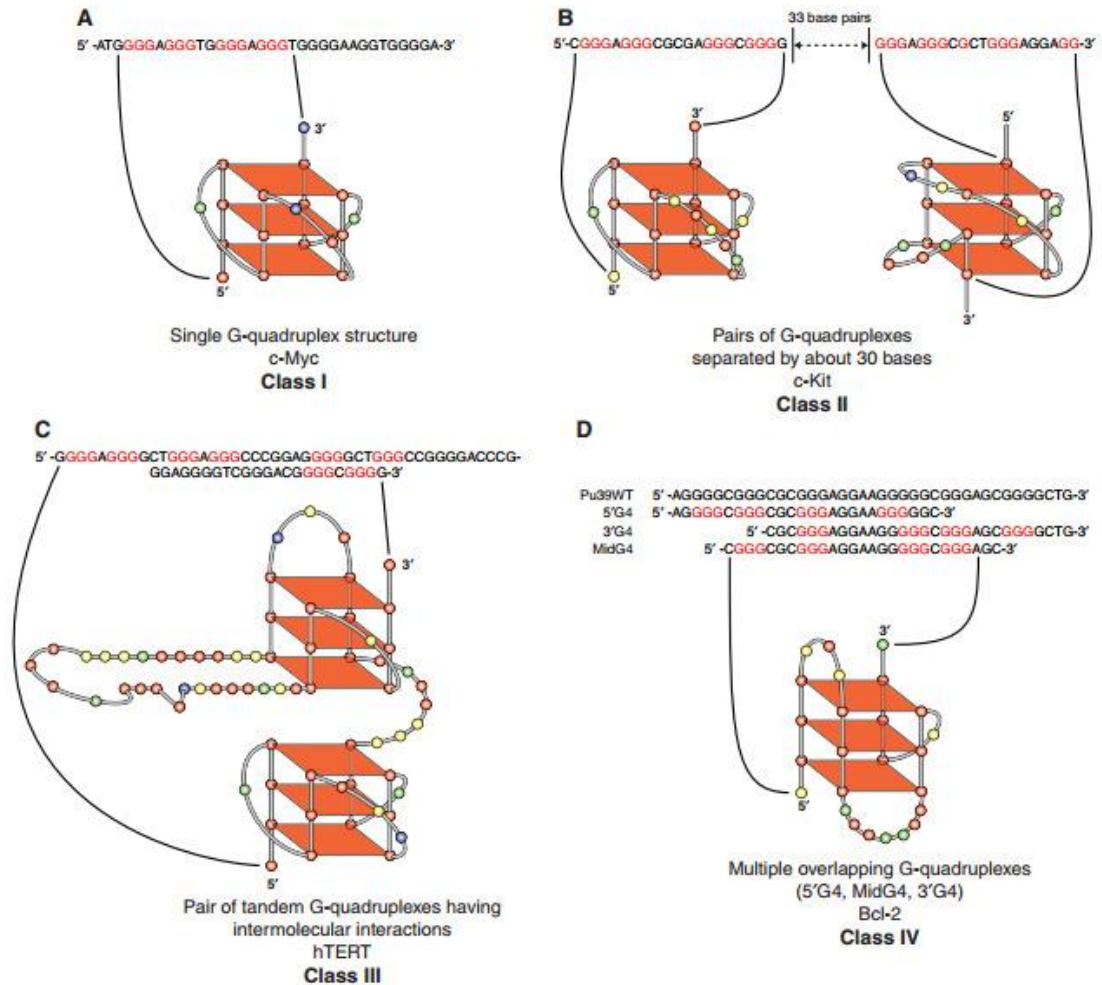 A
5′ -ATGGGGAGGGTGGGGAGGGTGGGGAAGGTGGGGA-3′
3′
5′
Single G-quadruplex structure
c-Myc
Class I
B
33 base pairs
5′-CGGGAGGGCGCGAGGGCGGGG
GGGAGGGCGCTGGGAGGAGG-3′
3′
5′
5′
3′
Pairs of G-quadruplexes
separated by about 30 bases
c-Kit
Class II
C
5′ -GGGGAGGGGCTGGGAGGGCCCGGAGGGGGCTGGGCCGGGGACCCG-
GGAGGGGTCGGGACGGGGCGGGG-3′
3′
5′
Pair of tandem G-quadruplexes having
intermolecular interactions
hTERT
Class III
D
Pu39WT 5′ -AGGGGCGGGCGCGGGAGGAAGGGGGCGGGAGCGGGGCTG-3′
5′G4 5′ -AGGGGCGGGCGCGGGAGGAAGGGGGC-3′
3′G4 5′ -CGCGGGAGGAAGGGGGCGGGAGCGGGGCTG-3′
MidG4 5′ -CGGGCGCGGGAGGAAGGGGGCGGGAGC-3′
3′
5′
Multiple overlapping G-quadruplexes
(5′G4, MidG4, 3′G4)
Bcl-2
Class IV